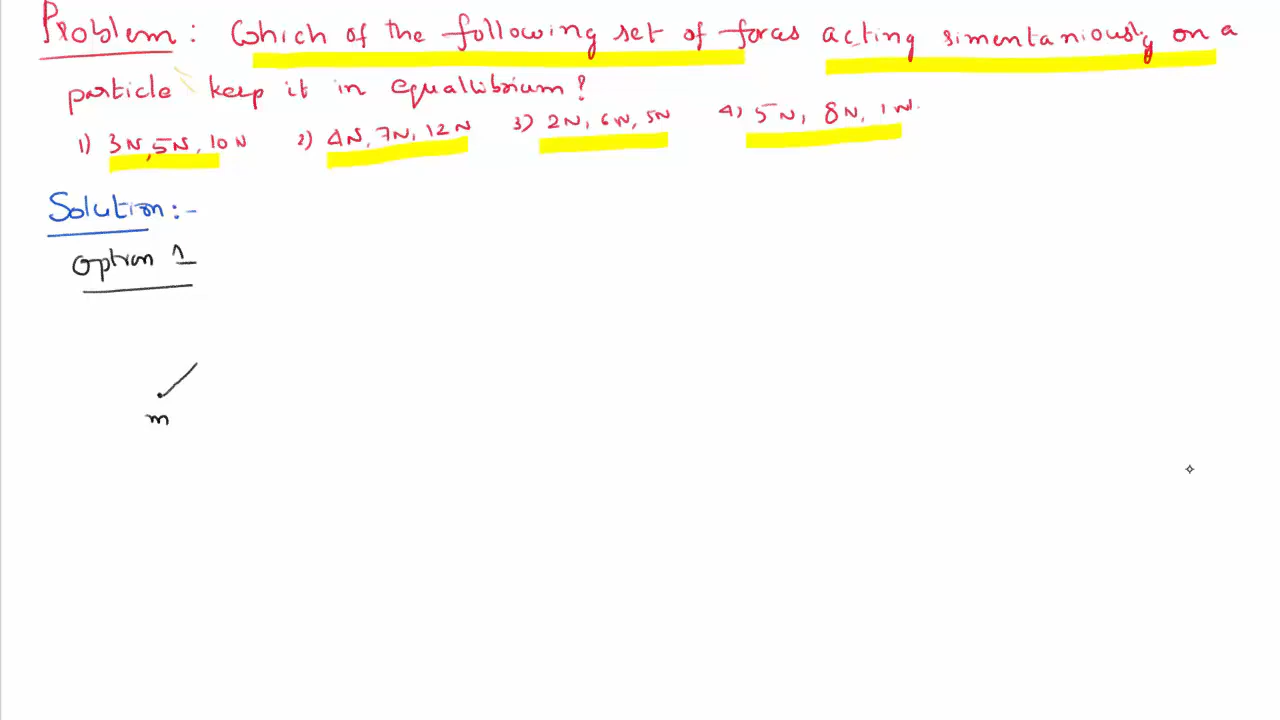 Problem : Which of the following set of forces acting simentaniously on a
particle keep it in equallibrium?
1) 3N, 5N, 10N 2) 4N, 7N, 12N 3) 2N, 6N, 5N 4) 5N, 8N, 1N.
Solution :-
Option 1
m